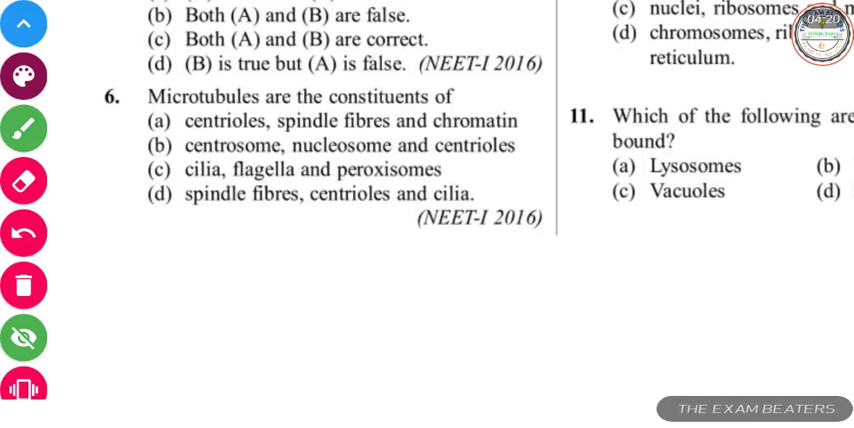 (b) Both (A) and (B) are false.
(c) Both (A) and (B) are correct.
(d) (B) is true but (A) is false. (NEET-I 2016)
6. Microtubules are the constituents of
(a) centrioles, spindle fibres and chromatin
(b) centrosome, nucleosome and centrioles
(c) cilia, flagella and peroxisomes
(d) spindle fibres, centrioles and cilia.
(NEET-I 2016)
(c) nuclei, ribosomes
(d) chromosomes,
reticulum.
11. Which of the following are
bound?
(a) Lysosomes (b)
(c) Vacuoles (d)
04:20
THE EXAM BEATERS